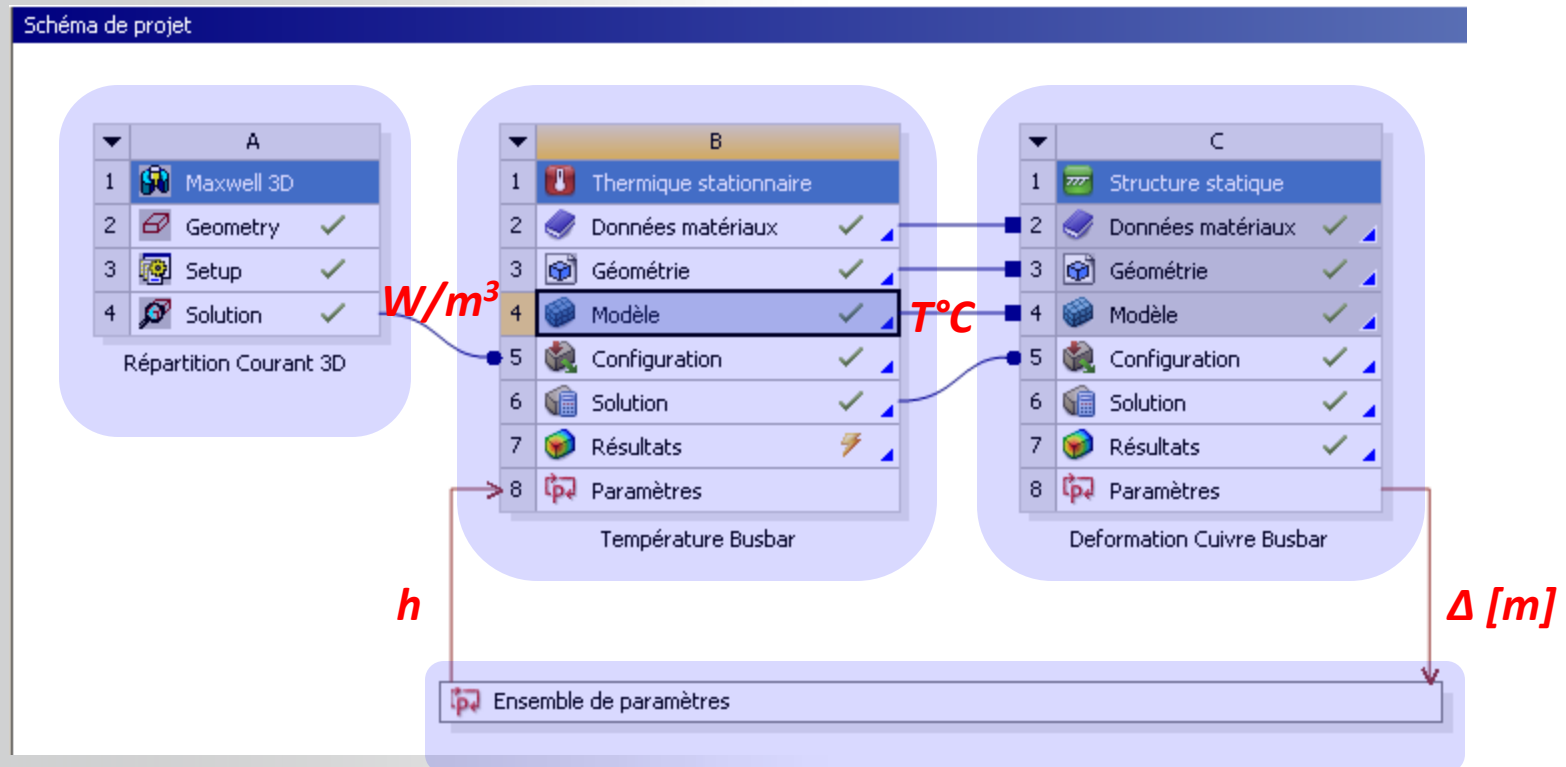 Schéma de projet
A
1 Maxwell 3D
2 Geometry
3 Setup
4 Solution
Répartition Courant 3D
W/m³
B
1 Thermique stationnaire
2 Données matériaux
3 Géométrie
4 Modèle
5 Configuration
6 Solution
7 Résultats
8 Paramètres
Température Busbar
T°C
C
1 Structure statique
2 Données matériaux
3 Géométrie
4 Modèle
5 Configuration
6 Solution
7 Résultats
8 Paramètres
Deformation Cuivre Busbar
h
Δ [m]
Ensemble de paramètres